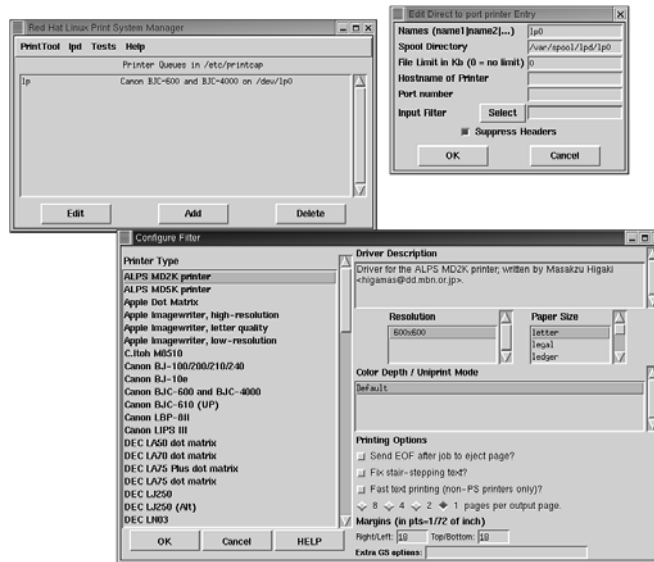 Red Hat Linux Print System Manager
PrintTool lpd Tests Help
Printer Queues in /etc/printcap
lp Canon BJC-600 and BJC-4000 on /dev/lp0
Edit Add Delete
Edit Direct to port printer Entry
Names (name1|name2|...) lp0
Spool Directory /var/spool/lpd/lp0
File Limit in Kb (0 = no limit) 0
Hostname of Printer
Port number
Input Filter Select
Suppress Headers
OK Cancel
Configure Filter
Printer Type
ALPS MD2K printer
ALPS MD5K printer
Apple Dot Matrix
Apple Imagewriter, high-resolution
Apple Imagewriter, letter quality
Apple Imagewriter, low-resolution
C.Itoh M8510
Canon BJ-100/200/210/240
Canon BJ-10e
Canon BJC-600 and BJC-4000
Canon BJC-610 (UP)
Canon LBP-8II
Canon LIPS III
DEC LA50 dot matrix
DEC LA70 dot matrix
DEC LA75 Plus dot matrix
DEC LA75 dot matrix
DEC LJ250
DEC LJ250 (Alt)
DEC LN03
OK Cancel HELP
Driver Description
Driver for the ALPS MD2K printer; written by Masakzu Higaki
<higamas@dd.mbn.or.jp>.
Resolution
600x600
Paper Size
letter
legal
ledger
Color Depth / Uniprint Mode
Default
Printing Options
Send EOF after job to eject page?
Fix stair-stepping text?
Fast text printing (non-PS printers only)?
8 4 2 1 pages per output page.
Margins (in pts=1/72 of inch)
Right/Left: 18 Top/Bottom: 18
Extra GS options: